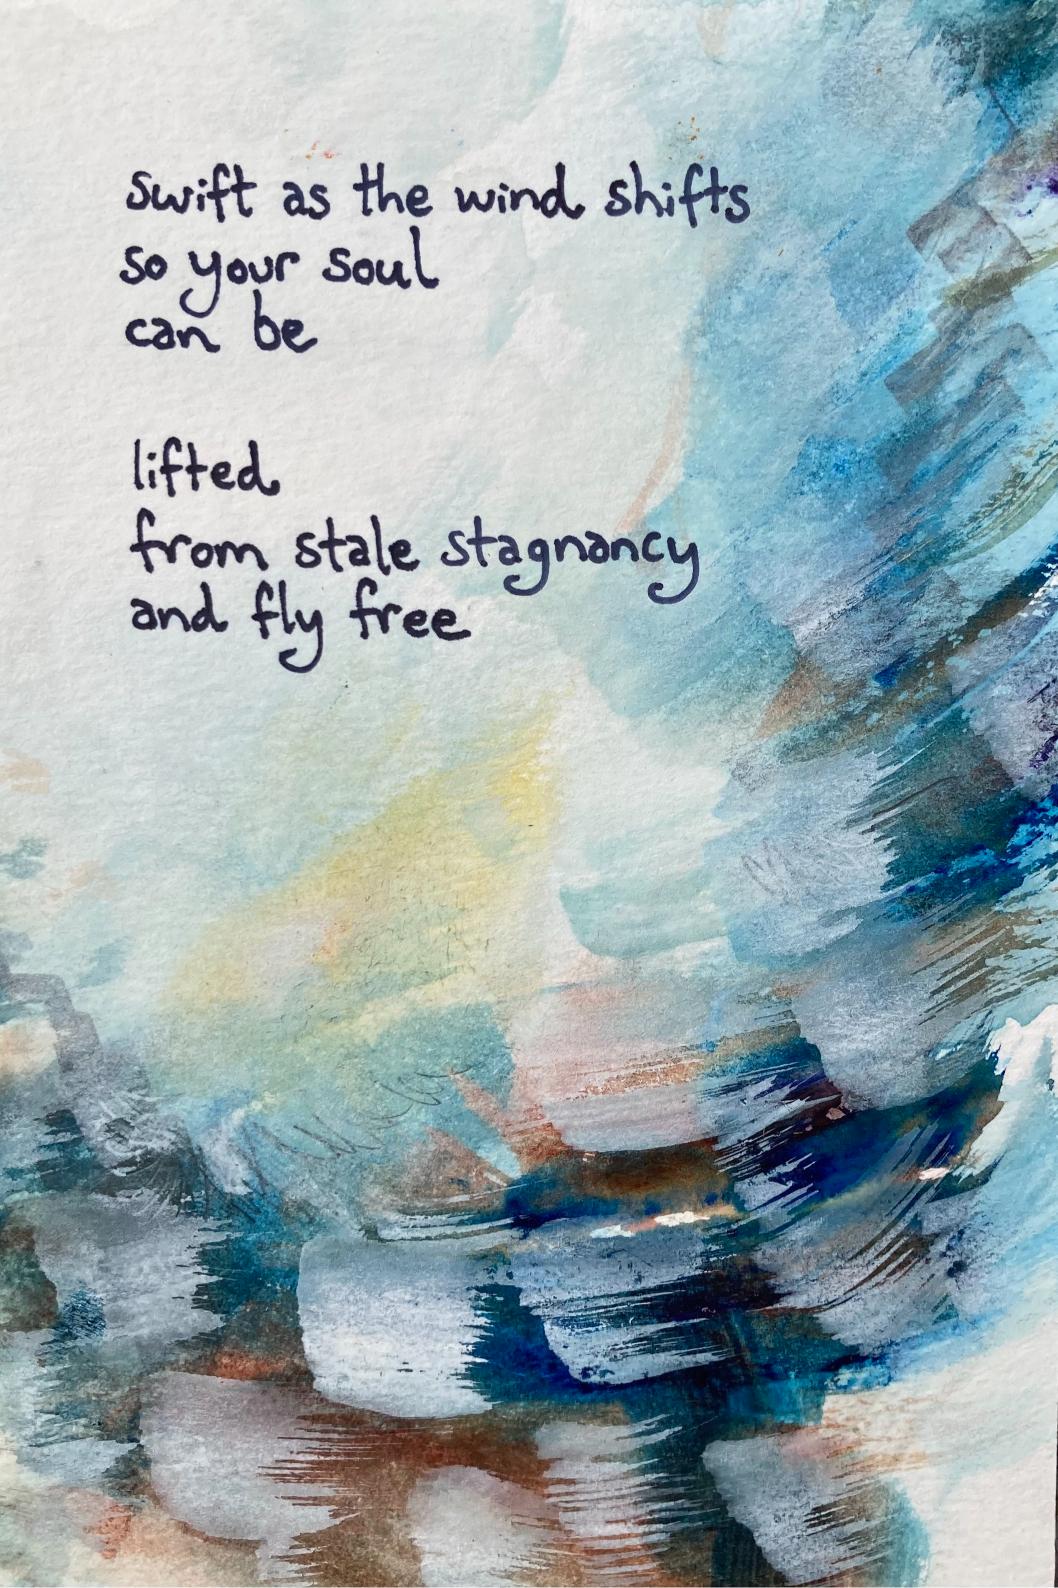 swift as the wind shifts
so your soul
can be
lifted
from stale stagnancy
and fly free